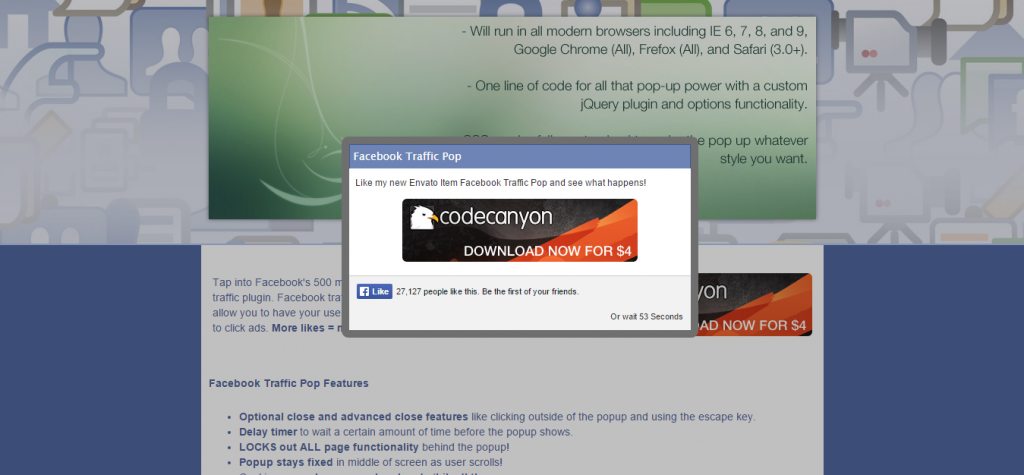 - Will run in all modern browsers including IE 6, 7, 8, and 9,
Google Chrome (All), Frefox (All), and Safari (3.0+).
- One line of code for all that pop-up power with a custom
jQuery plugin and options functionality.
the pop up whatever
style you want.
Facebook Traffic Pop
Like my new Envato Item Facebook Traffic Pop and see what happens!
codecanyon
DOWNLOAD NOW FOR $4
Like 27,127 people like this. Be the first of your friends.
Or wait 53 Seconds
Tap into Facebook's 500 m
traffic plugin. Facebook tra
allow you to have your use
to click ads. More likes =
yon
AD NOW FOR $4
Facebook Traffic Pop Features
• Optional close and advanced close features like clicking outside of the popup and using the escape key.
• Delay timer to wait a certain amount of time before the popup shows.
• LOCKS out ALL page functionality behind the popup!
• Popup stays fixed in middle of screen as user scrolls!